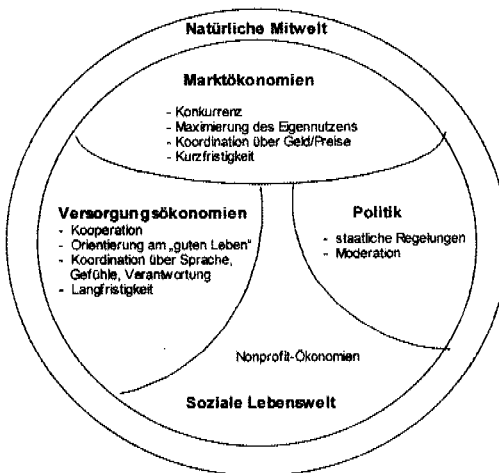 Natürliche Mitwelt
Marktökonomien
- Konkurrenz
- Maximierung des Eigennutzens
- Koordination über Geld/Preise
- Kurzfristigkeit
Versorgungsökonomien
- Kooperation
- Orientierung am „guten Leben"
- Koordination über Sprache,
Gefühle, Verantwortung
- Langfristigkeit
Politik
- staatliche Regelungen
- Moderation
Nonprofit-Ökonomien
Soziale Lebenswelt